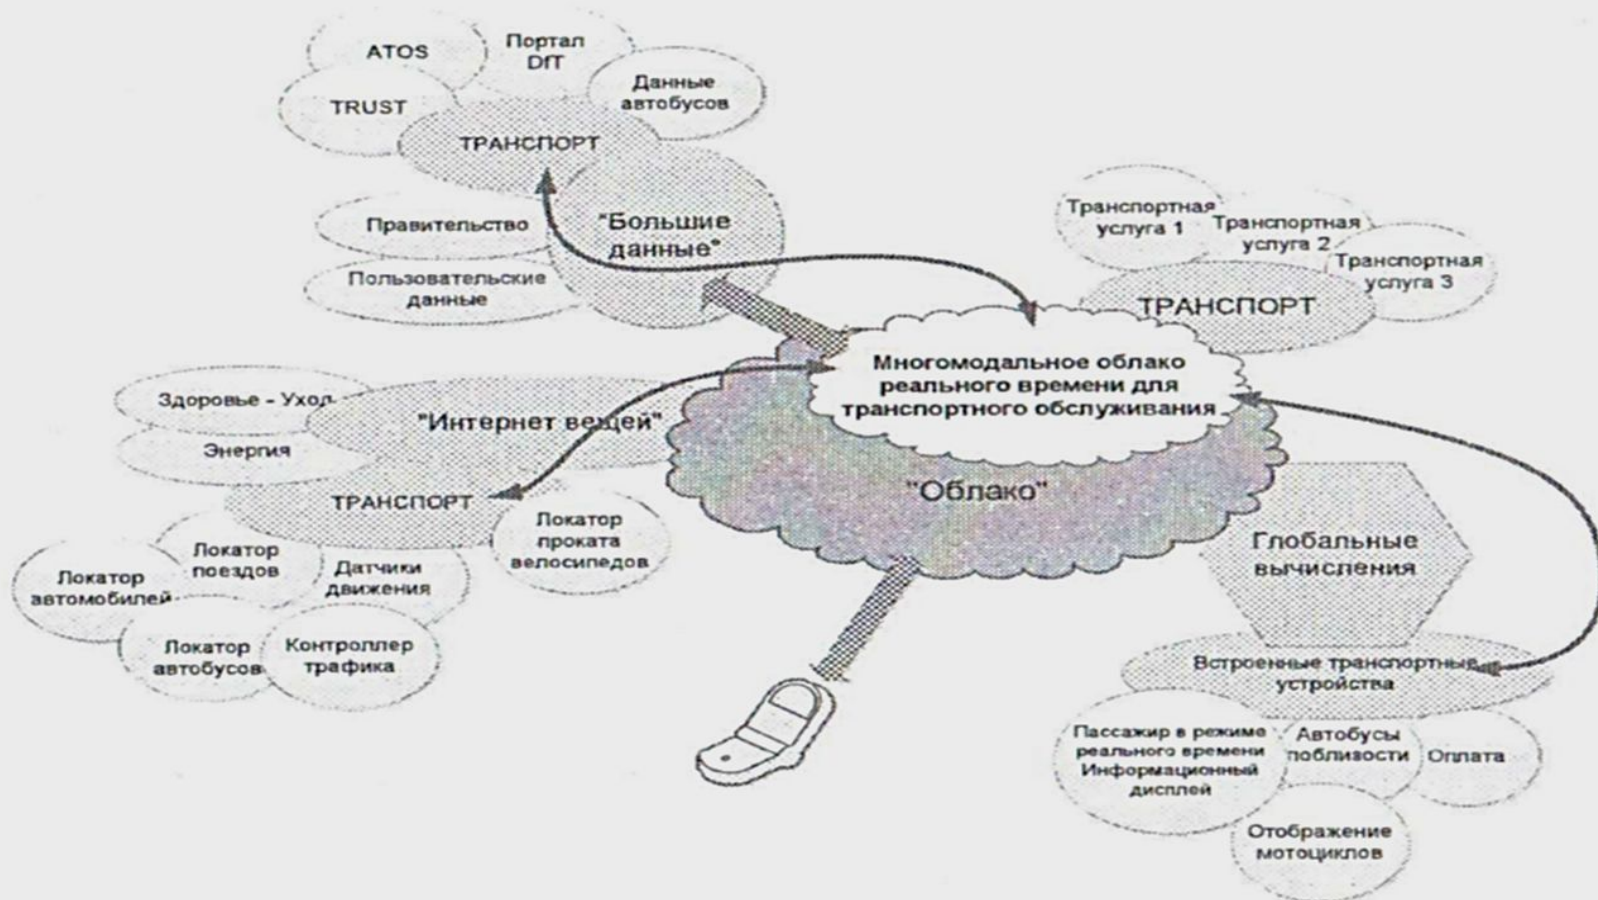 ATOS
Портал
DfT
Данные
автобусов
TRUST
ТРАНСПОРТ
Правительство
"Большие
данные"
Пользовательские
данные
Транспортная
услуга 1
Транспортная
услуга 2
Транспортная
услуга 3
ТРАНСПОРТ
Многомодальное облако
реального времени для
транспортного обслуживания
"Облако"
Здоровье - Уход
"Интернет вещей"
Энергия
ТРАНСПОРТ
Локатор
проката
велосипедов
Локатор
поездов
Датчики
движения
Локатор
автомобилей
Локатор
автобусов
Контроллер
трафика
Глобальные
вычисления
Встроенные транспортные
устройства
Пассажир в режиме
реального времени
Информационный
дисплей
Автобусы
поблизости
Оплата
Отображение
мотоциклов